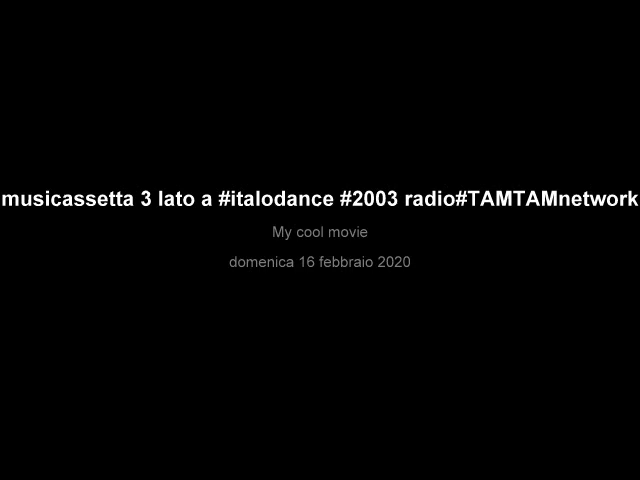 musicassetta 3 lato a #italodance #2003 radio#TAMTAMnetwork
My cool movie
domenica 16 febbraio 2020